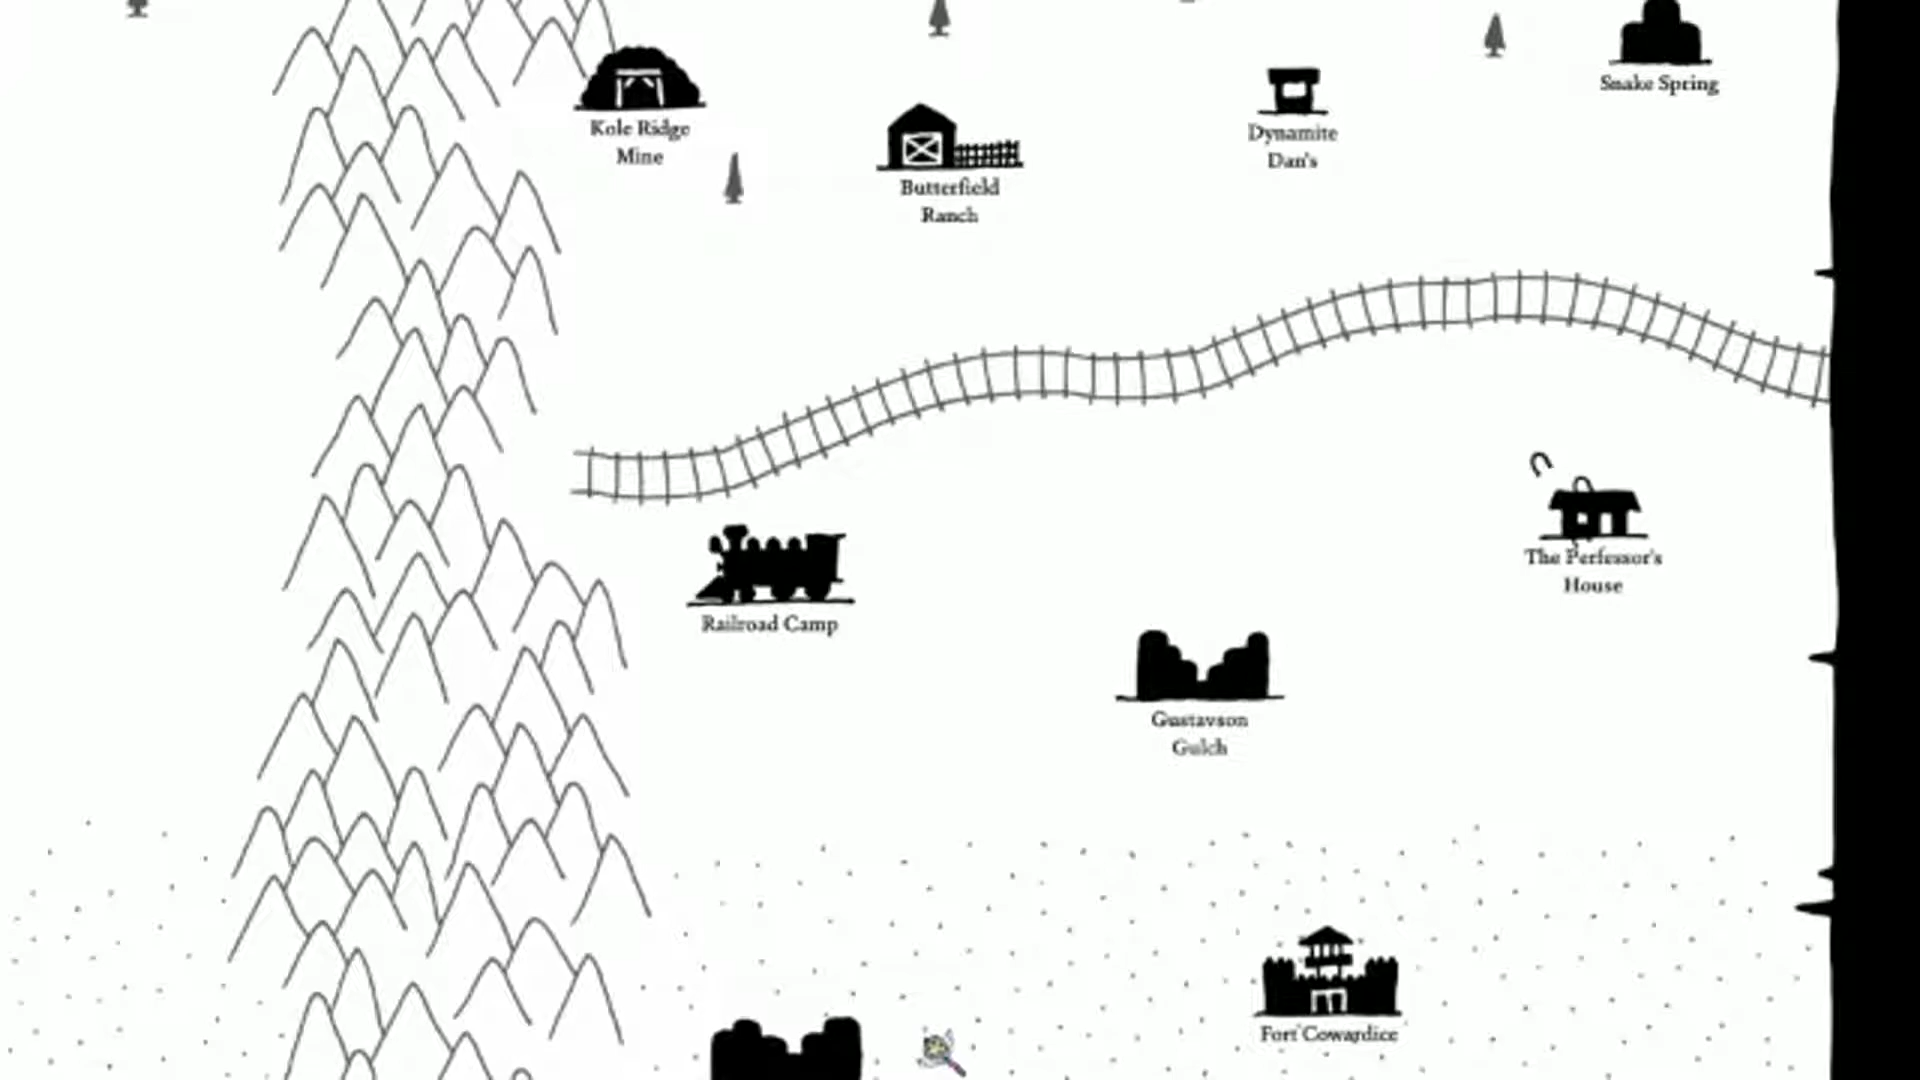 Snake Spring
Kole Ridge
Mine
Dynamite
Dan's
Butterfield
Ranch
The Perfessor's
House
Railroad Camp
Gustavson
Gulch
Fort Cowardice